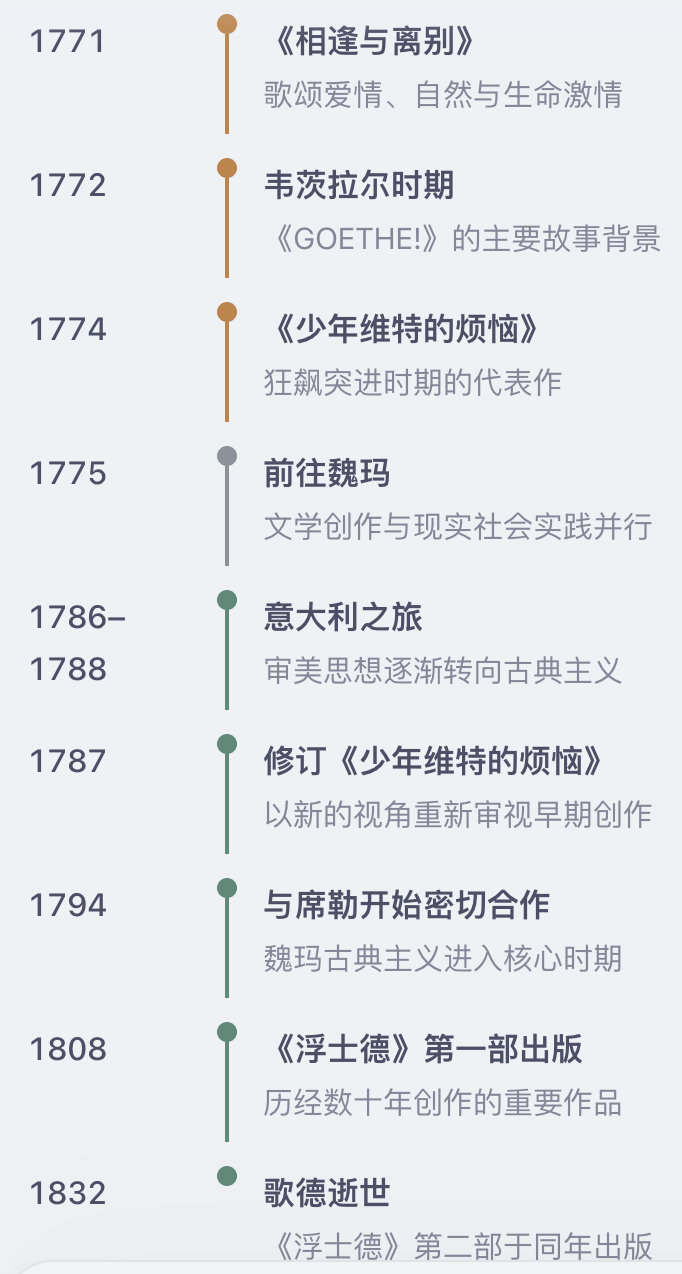 1771
《相逢与离别》
歌颂爱情、自然与生命激情
1772
韦茨拉尔时期
《GOETHE!》的主要故事背景
1774
《少年维特的烦恼》
狂飙突进时期的代表作
1775
前往魏玛
文学创作与现实社会实践并行
1786–
1788
意大利之旅
审美思想逐渐转向古典主义
1787
修订《少年维特的烦恼》
以新的视角重新审视早期创作
1794
与席勒开始密切合作
魏玛古典主义进入核心时期
1808
《浮士德》第一部出版
历经数十年创作的重要作品
1832
歌德逝世
《浮士德》第二部于同年出版